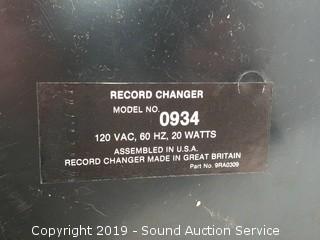 RECORD CHANGER
MODEL NO. 0934
120 VAC, 60 HZ, 20 WATTS
ASSEMBLED IN U.S.A.
RECORD CHANGER MADE IN GREAT BRITAIN
Part No. 9RA0309
Copyright 2019 - Sound Auction Service